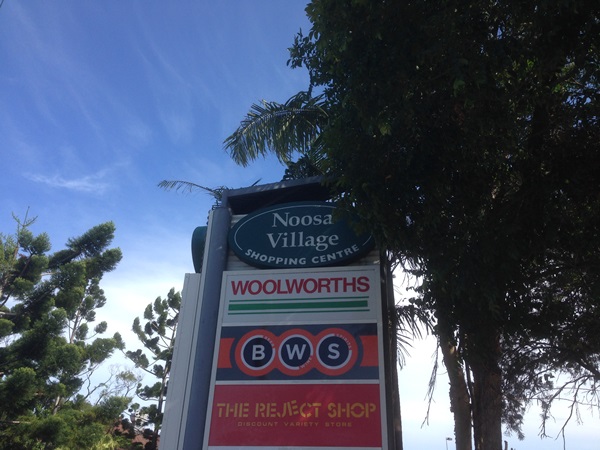 Noosa
Village
SHOPPING CENTRE
WOOLWORTHS
BWS
THE REJECT SHOP
DISCOUNT VARIETY STORE